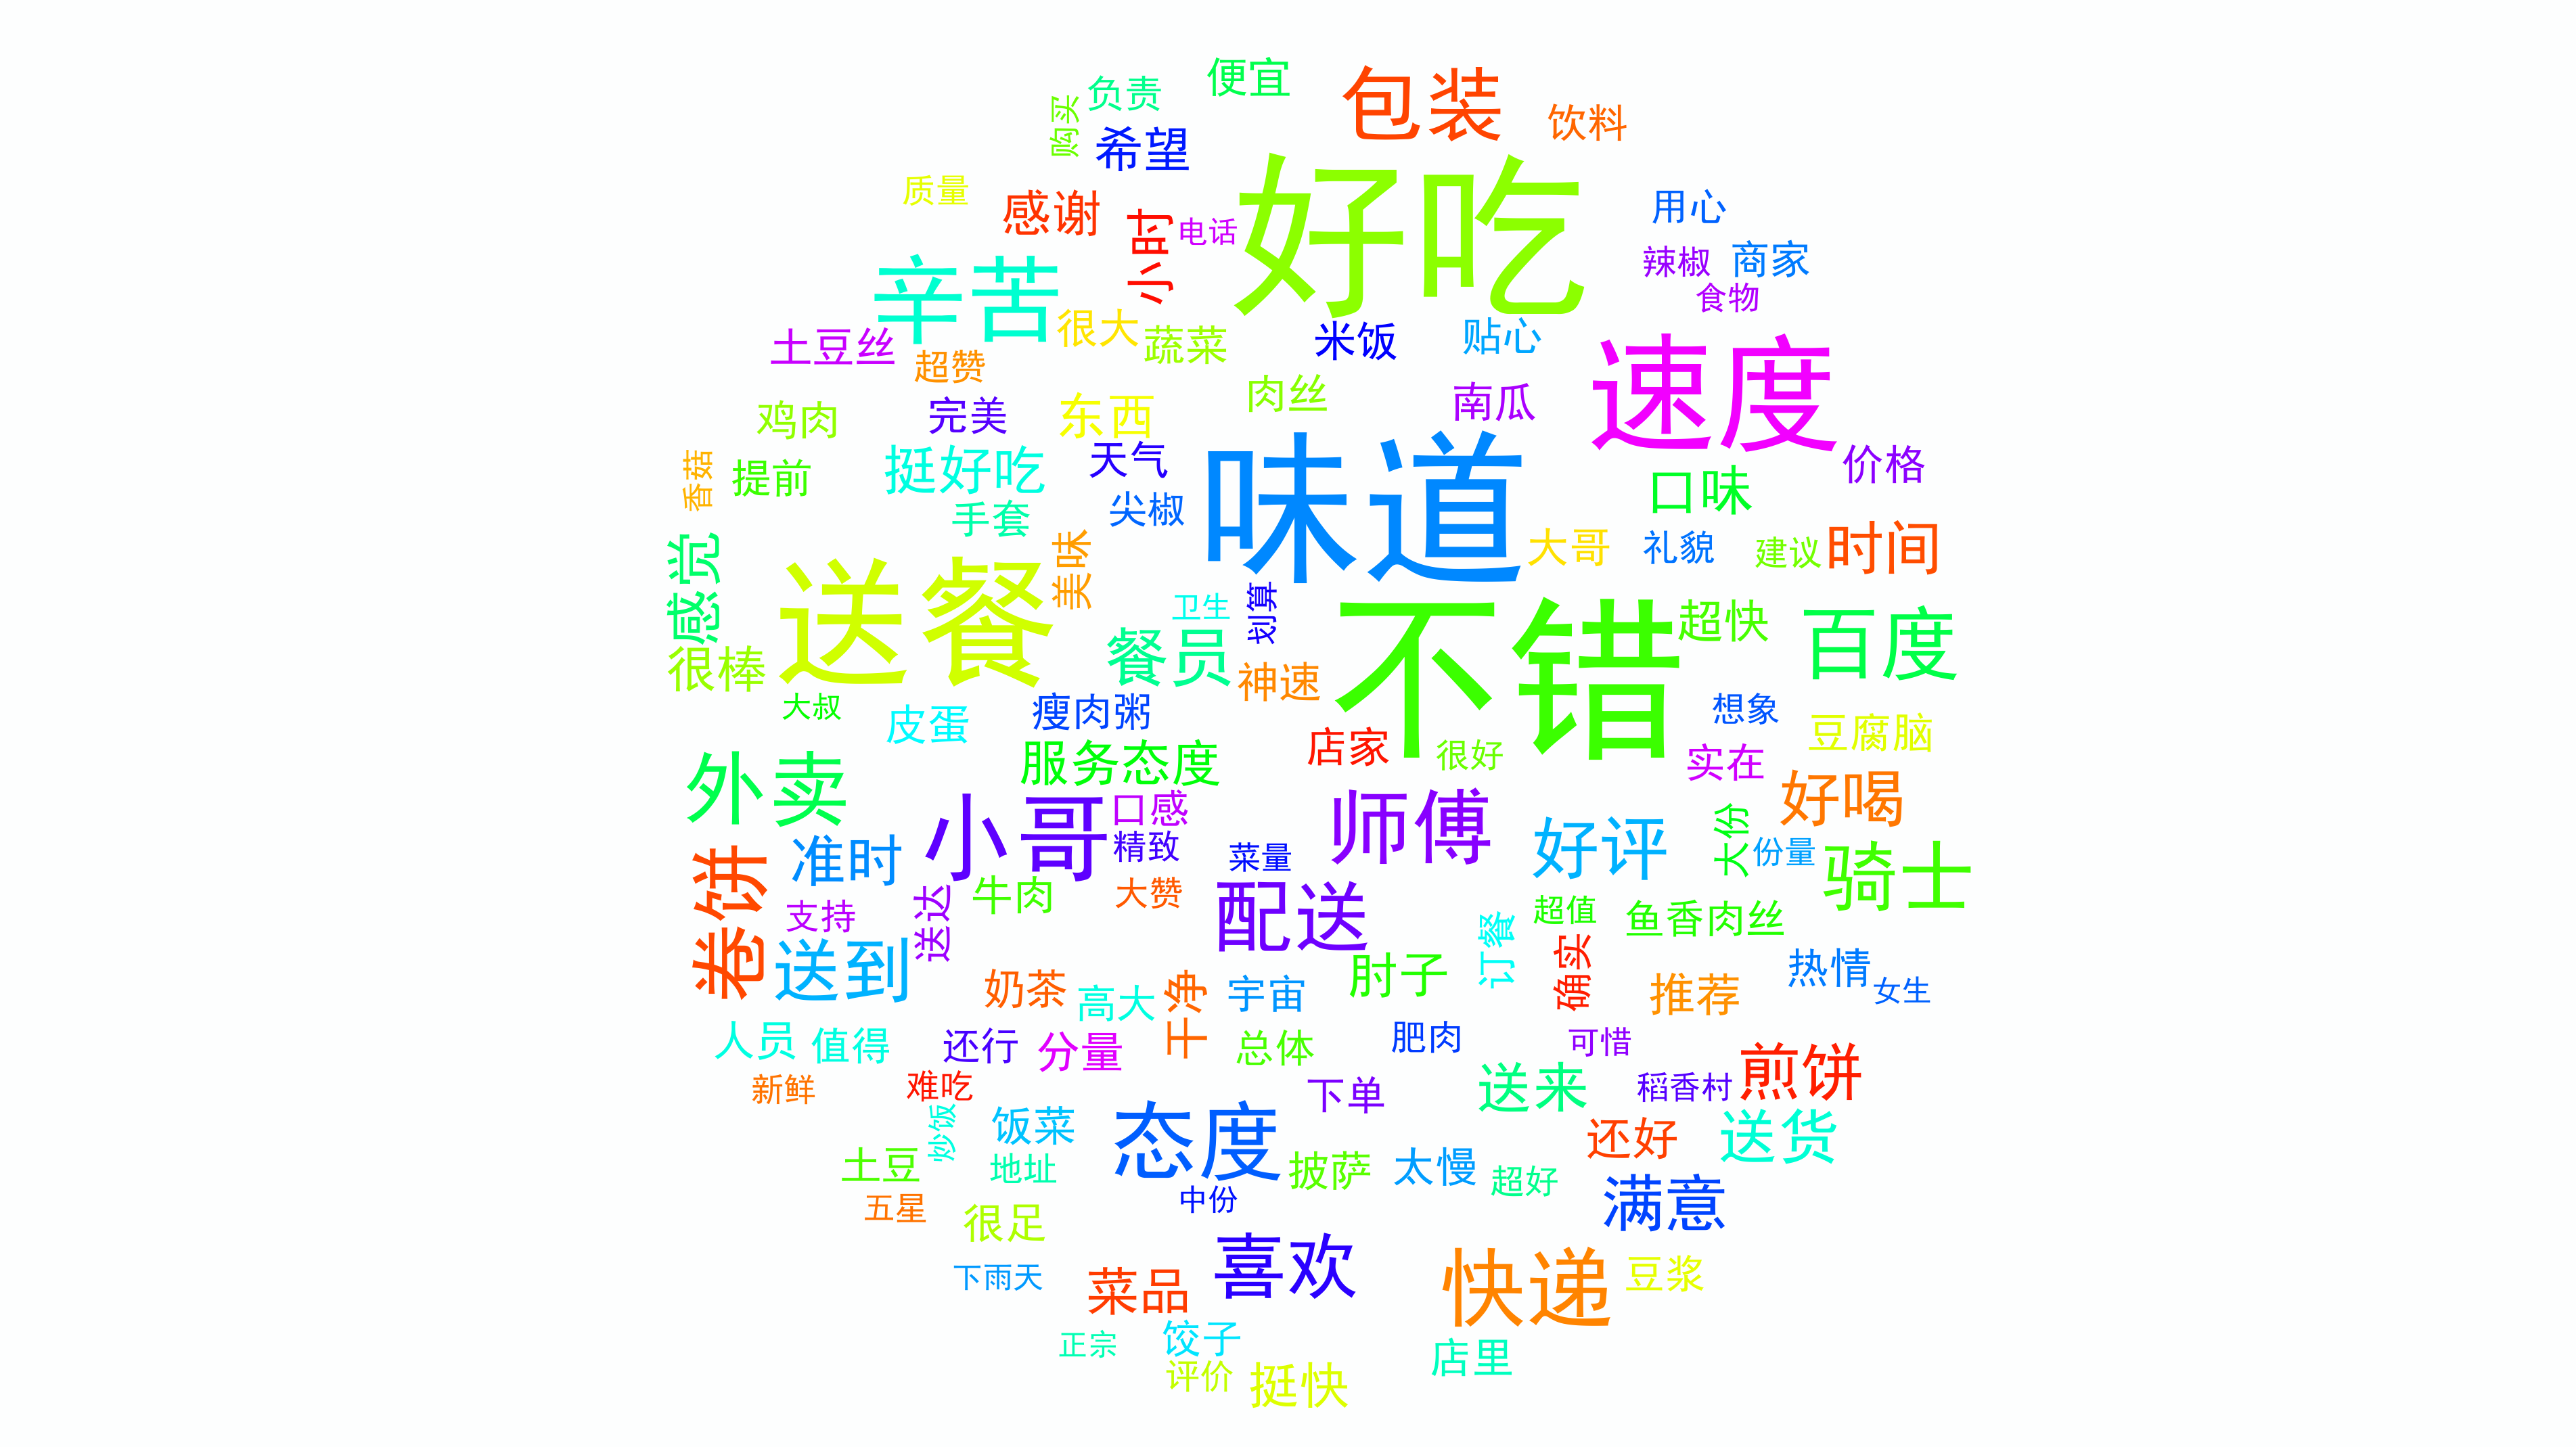 便宜
包装
负责
购买
饮料
希望
好吃
质量
感谢
小时
电话
用心
辣椒
商家
食物
辛苦
很大
蔬菜
米饭
贴心
土豆丝
超赞
速度
肉丝
南瓜
鸡肉
完美
东西
味道
天气
价格
香菇
提前
挺好吃
口味
尖椒
手套
感觉
美味
大哥
礼貌
建议
时间
送餐
卫生
划算
不错
超快
百度
餐员
很棒
神速
大叔
皮蛋
瘦肉粥
想象
豆腐脑
服务态度
店家
很好
实在
外卖
小哥
口感
师傅
好喝
精致
菜量
好评
大份
份量
准时
卷饼
骑士
支持
送达
牛肉
大赞
配送
超值
鱼香肉丝
送到
订餐
确实
奶茶
高大
干净
宇宙
肘子
推荐
热情
女生
人员
值得
还行
分量
总体
肥肉
可惜
煎饼
新鲜
难吃
下单
送来
稻香村
炒饭
饭菜
态度
还好
送货
土豆
地址
披萨
太慢
超好
五星
中份
满意
很足
下雨天
菜品
喜欢
快递
豆浆
正宗
饺子
店里
评价
挺快